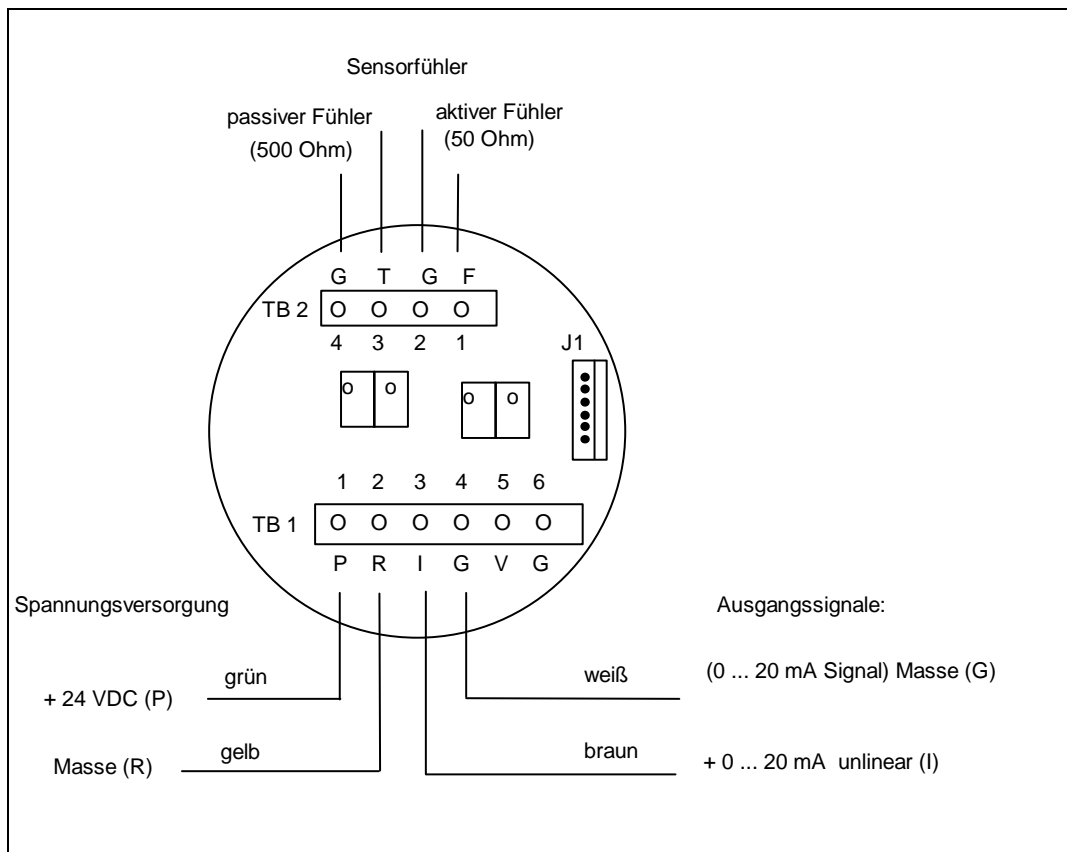 Sensorfühler
passiver Fühler
(500 Ohm)
aktiver Fühler
(50 Ohm)
G T G F
TB 2 O O O O
4 3 2 1
J1
o o o o
1 2 3 4 5 6
TB 1 O O O O O O
P R I G V G
Spannungsversorgung
Ausgangssignale:
grün
+ 24 VDC (P)
weiß
(0 ... 20 mA Signal) Masse (G)
gelb
Masse (R)
braun
+ 0 ... 20 mA unlinear (I)